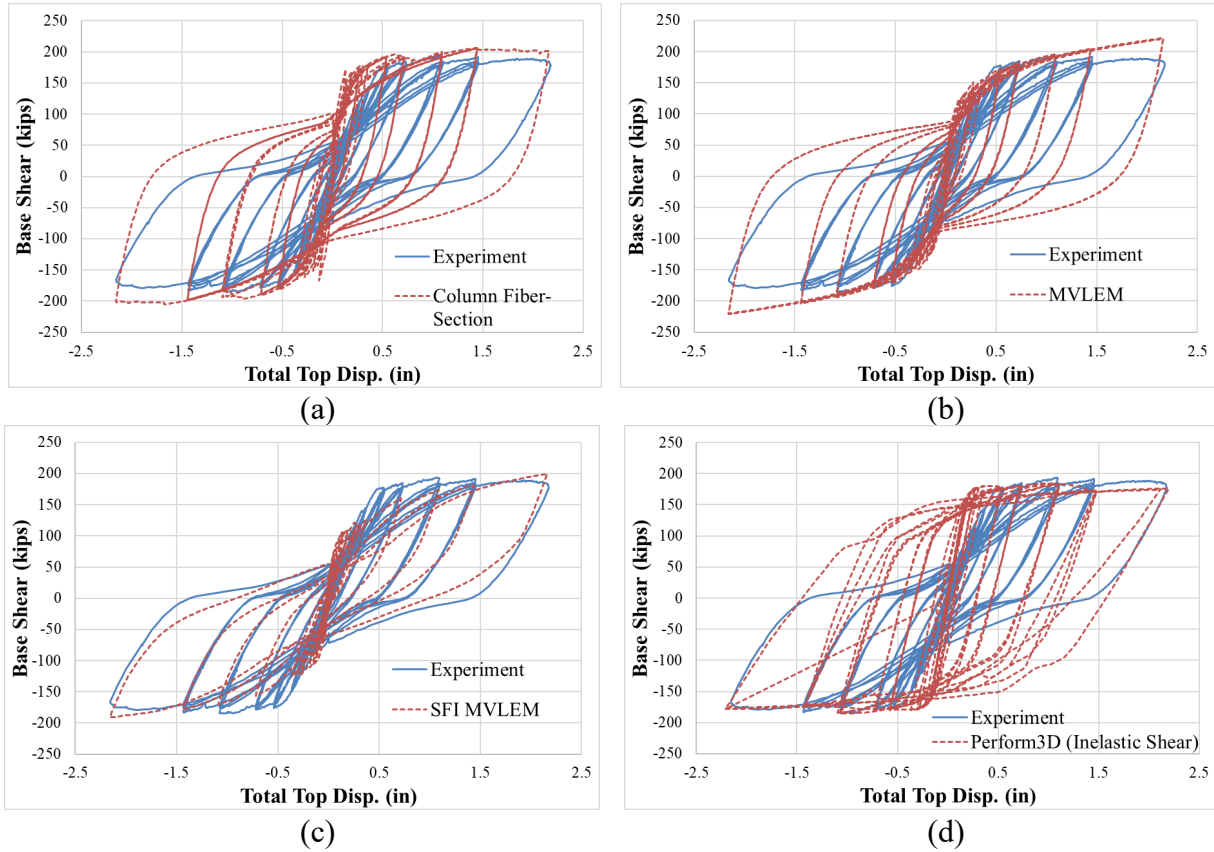 250
200
150
100
50
0
-50
-100
-150
-200
-250
Base Shear (kips)
-2.5 -1.5 -0.5 0.5 1.5 2.5
Total Top Disp. (in)
Experiment
Column Fiber-
Section
(a)
250
200
150
100
50
0
-50
-100
-150
-200
-250
Base Shear (kips)
-2.5 -1.5 -0.5 0.5 1.5 2.5
Total Top Disp. (in)
Experiment
MVLEM
(b)
250
200
150
100
50
0
-50
-100
-150
-200
-250
Base Shear (kips)
-2.5 -1.5 -0.5 0.5 1.5 2.5
Total Top Disp. (in)
Experiment
SFI MVLEM
(c)
250
200
150
100
50
0
-50
-100
-150
-200
-250
Base Shear (kips)
-2.5 -1.5 -0.5 0.5 1.5 2.5
Total Top Disp. (in)
Experiment
Perform3D (Inelastic Shear)
(d)